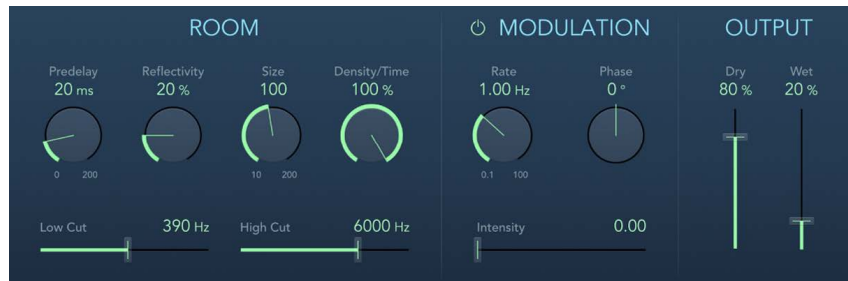 ROOM
Predelay
20 ms
0 200
Reflectivity
20 %
Size
100
10 200
Density/Time
100 %
Low Cut 390 Hz
High Cut 6000 Hz
MODULATION
Rate
1.00 Hz
0.1 100
Phase
0 °
Intensity 0.00
OUTPUT
Dry
80 %
Wet
20 %